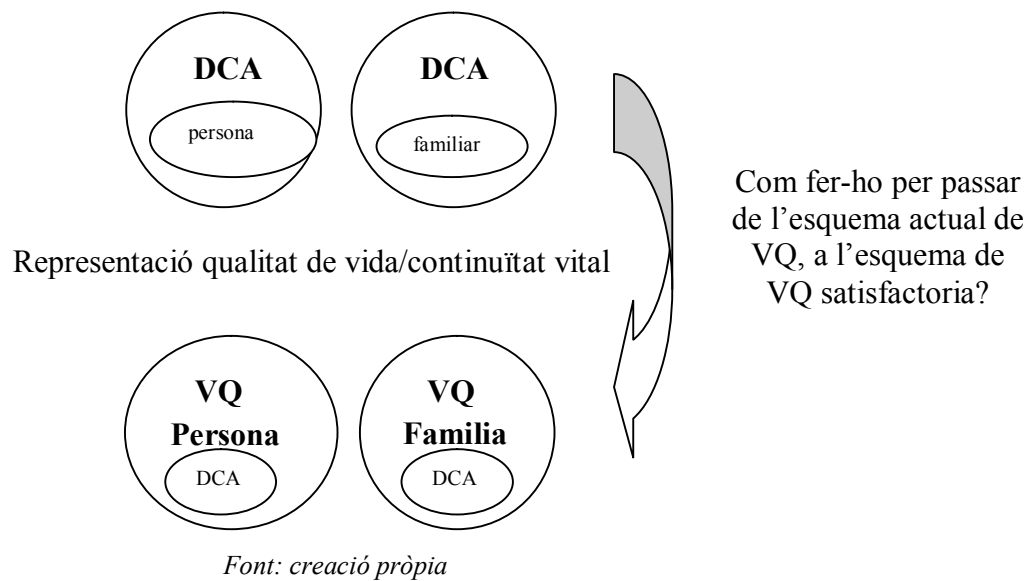 DCA
persona
DCA
familiar
Com fer-ho per passar
de l'esquema actual de
VQ, a l'esquema de
VQ satisfactoria?
Representació qualitat de vida/continuïtat vital
VQ
Persona
DCA
VQ
Familia
DCA
Font: creació pròpia